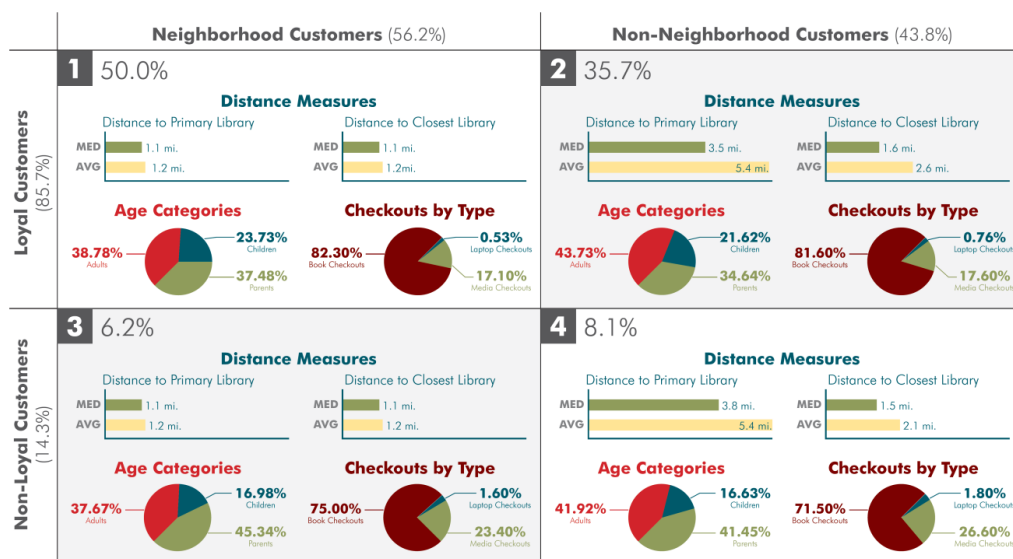 Neighborhood Customers (56.2%)
Non-Neighborhood Customers (43.8%)
Loyal Customers
(85.7%)
1 50.0%
Distance Measures
Distance to Primary Library
MED 1.1 mi.
AVG 1.2 mi.
Distance to Closest Library
1.1 mi.
1.2mi.
Age Categories
38.78%
Adults
23.73%
Children
37.48%
Parents
Checkouts by Type
82.30%
Book Checkouts
0.53%
Laptop Checkouts
17.10%
Media Checkouts
2 35.7%
Distance Measures
Distance to Primary Library
MED 3.5 mi.
AVG 5.4 mi.
Distance to Closest Library
MED 1.6 mi.
AVG 2.6 mi.
Age Categories
43.73%
Adults
21.62%
Children
34.64%
Parents
Checkouts by Type
81.60%
Book Checkouts
0.76%
Laptop Checkouts
17.60%
Media Checkouts
Non-Loyal Customers
(14.3%)
3 6.2%
Distance Measures
Distance to Primary Library
MED 1.1 mi.
AVG 1.2 mi.
Distance to Closest Library
MED 1.1 mi.
AVG 1.2 mi.
Age Categories
37.67%
Adults
16.98%
Children
45.34%
Parents
Checkouts by Type
75.00%
Book Checkouts
1.60%
Laptop Checkouts
23.40%
Media Checkouts
4 8.1%
Distance Measures
Distance to Primary Library
MED 3.8 mi.
AVG 5.4 mi.
Distance to Closest Library
MED 1.5 mi.
AVG 2.1 mi.
Age Categories
41.92%
Adults
16.63%
Children
41.45%
Parents
Checkouts by Type
71.50%
Book Checkouts
1.80%
Laptop Checkouts
26.60%
Media Checkouts